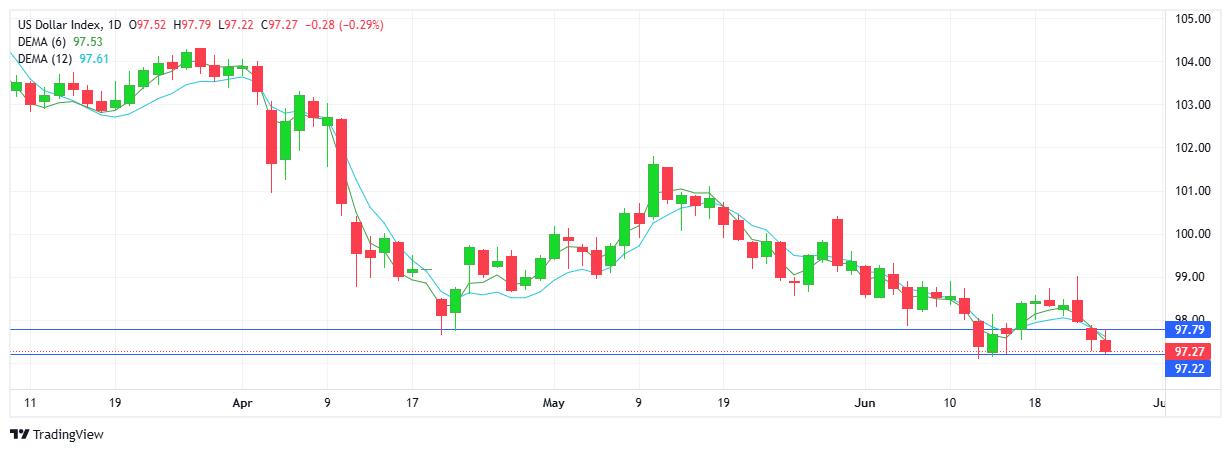 US Dollar Index, 1D O97.52 H97.79 L97.22 C97.27 −0.28 (−0.29%)
DEMA (6) 97.53
DEMA (12) 97.61
105.00
104.00
103.00
102.00
101.00
100.00
99.00
98.00
97.79
97.27
97.22
11 19 Apr 9 17 May 9 19 Jun 10 18 Ju
TradingView